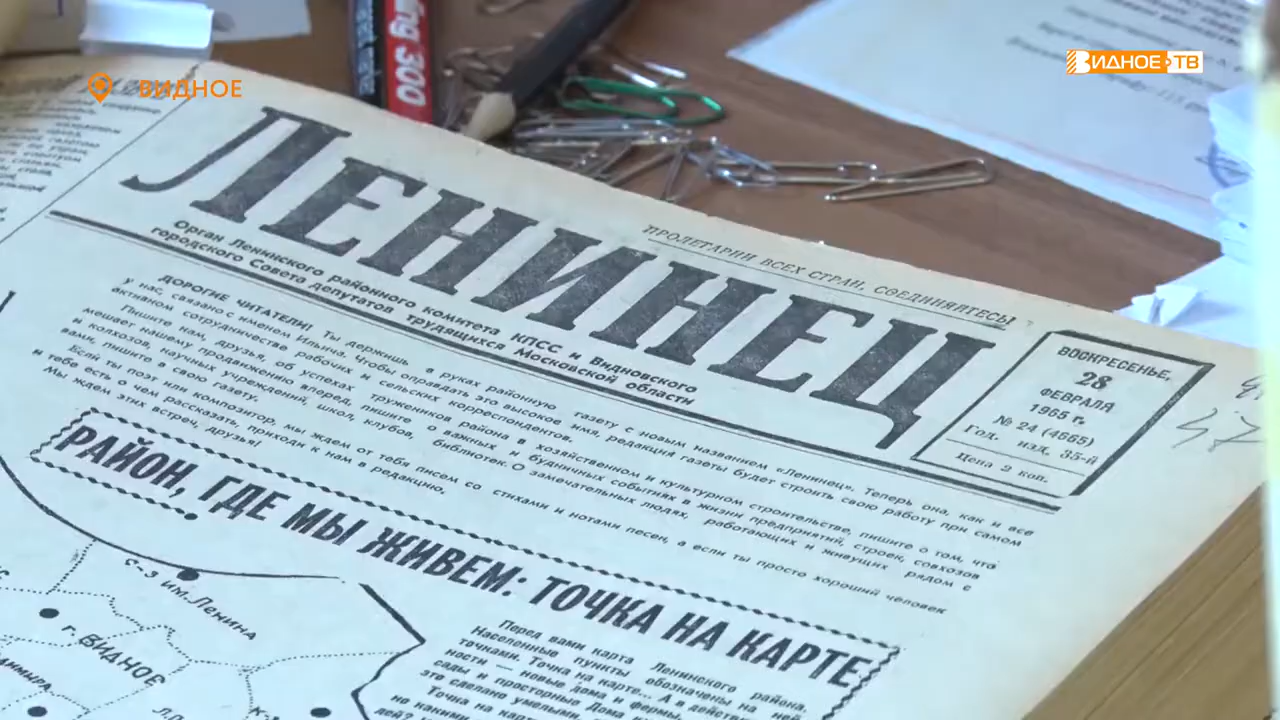 ВИДНОЕ
ВИДНОЕ ТВ
ing 300
ПРОЛЕТАРИИ ВСЕХ СТРАН, СОЕДИНЯЙТЕСЬ!
ЛЕНИНЕЦ
Орган Ленинского районного комитета КПСС и Видновского
городского Совета депутатов трудящихся Московской области
ВОСКРЕСЕНЬЕ,
28
ФЕВРАЛЯ
1965 г.
№ 24 (4565)
Год. изд. 35-й
Цена 2 коп.
47
ДОРОГИЕ ЧИТАТЕЛИ! Ты держишь в руках районную газету с новым названием «Ленинец». Теперь она, как и все
у нас связано с именем Ильича. Чтобы оправдать это высокое имя, редакция газеты будет строить свою работу при самом
активном сотрудничестве рабочих и сельских корреспондентов.
Пишите нам, друзья, об успехах тружеников района в хозяйственном и культурном строительстве, пишите о том, что
мешает нашему продвижению вперед, пишите о важных и будничных событиях в жизни предприятий, строек, совхозов
и колхозов, научных учреждений, школ, клубов, библиотек. О замечательных людях, работающих и живущих рядом с
вами, пишите в свою газету.
Если ты поэт или композитор, мы ждем от тебя писем со стихами и нотами песен, а если ты просто хороший человек
и тебе есть о чем рассказать, приходи к нам в редакцию.
Мы ждем этих встреч, друзья!
РАЙОН, ГДЕ МЫ ЖИВЕМ: ТОЧКА НА КАРТЕ
с-з им. Ленина
г. ВИДНОЕ
Перед вами карта Ленинского района.
Населенные пункты обозначены на ней
точками. Точка на карте... А в действитель
ности — новые дома и фермы,
сады и просторные Дома
это сделано умелыми,
Точка на карт